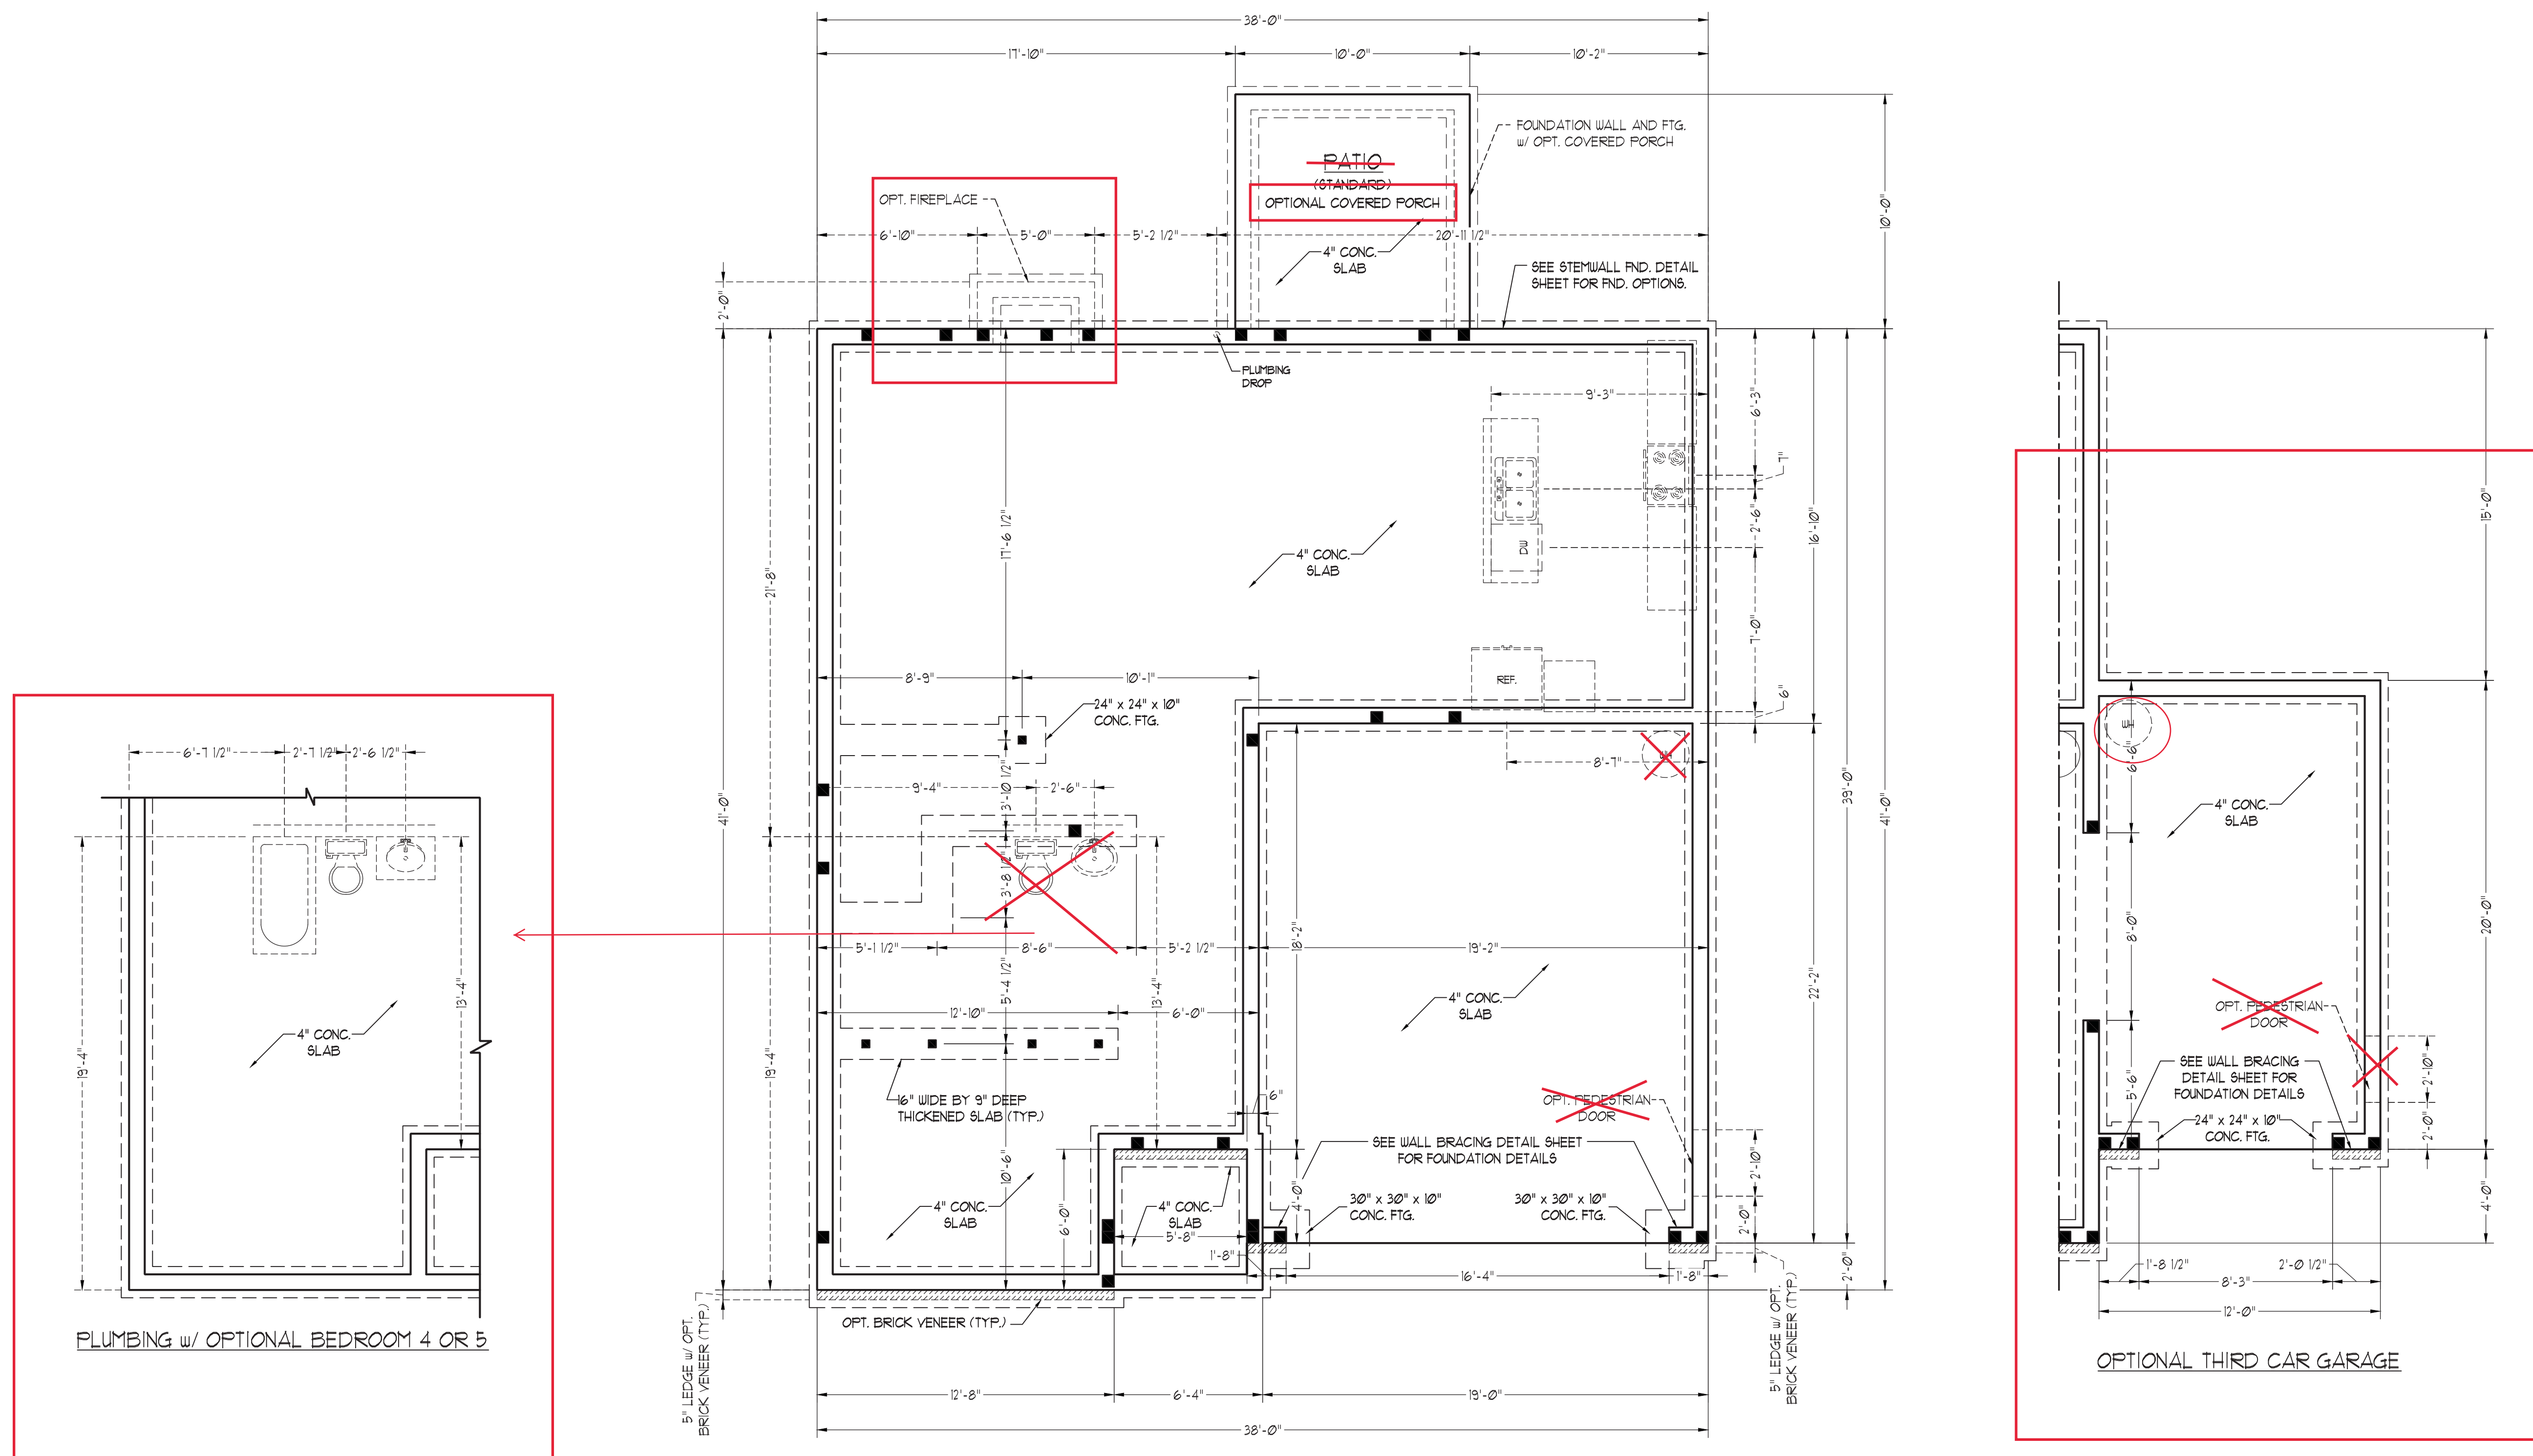 38'-0"
17'-10"
10'-0"
10'-2"
FOUNDATION WALL AND FTG.
w/ OPT. COVERED PORCH
PATIO
(STANDARD)
OPTIONAL COVERED PORCH
OPT. FIREPLACE
6'-10"
5'-0"
5'-2 1/2"
20'-11 1/2"
10'-0"
4" CONC.
SLAB
SEE STEMWALL FND. DETAIL
SHEET FOR FND. OPTIONS.
2'-0"
PLUMBING
DROP
9'-3"
6'-3"
7"
2'-6"
16'-10"
15'-0"
17'-6 1/2"
21'-8"
DW
4" CONC.
SLAB
7'-0"
8'-9"
10'-1"
REF.
6"
24" x 24" x 10"
CONC. FTG.
WH
6'-6"
6'-7 1/2"
2'-7 1/2"
2'-6 1/2"
8'-7"
WH
9'-4"
2'-6"
3'-10 1/2"
41'-0"
39'-0"
41'-0"
4" CONC.
SLAB
3'-8 1/2"
5'-1 1/2"
8'-6"
5'-2 1/2"
18'-2"
19'-2"
8'-0"
20'-0"
13'-4"
5'-4 1/2"
13'-4"
22'-2"
4" CONC.
SLAB
12'-10"
6'-0"
OPT. PEDESTRIAN
DOOR
4" CONC.
SLAB
19'-4"
19'-4"
16" WIDE BY 9" DEEP
THICKENED SLAB (TYP.)
6"
OPT. PEDESTRIAN
DOOR
SEE WALL BRACING
DETAIL SHEET FOR
FOUNDATION DETAILS
5'-6"
2'-10"
24" x 24" x 10"
CONC. FTG.
2'-0"
SEE WALL BRACING DETAIL SHEET
FOR FOUNDATION DETAILS
2'-10"
10'-6"
4" CONC.
SLAB
6'-0"
4" CONC.
SLAB
5'-8"
4'-0"
30" x 30" x 10"
CONC. FTG.
30" x 30" x 10"
CONC. FTG.
2'-0"
4'-0"
1'-8"
16'-4"
1'-8"
2'-0"
1'-8 1/2"
8'-3"
2'-0 1/2"
12'-0"
OPT. BRICK VENEER (TYP.)
5" LEDGE w/ OPT.
BRICK VENEER (TYP.)
5" LEDGE w/ OPT.
BRICK VENEER (TYP.)
PLUMBING w/ OPTIONAL BEDROOM 4 OR 5
OPTIONAL THIRD CAR GARAGE
12'-8"
6'-4"
19'-0"
38'-0"